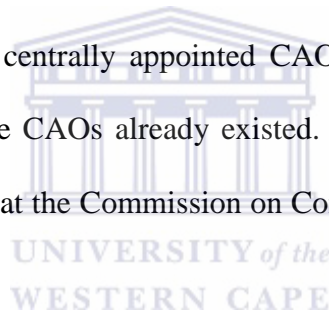 centrally appointed CAO
e CAOs already existed.
at the Commission on Co
UNIVERSITY of the
WESTERN CAPE